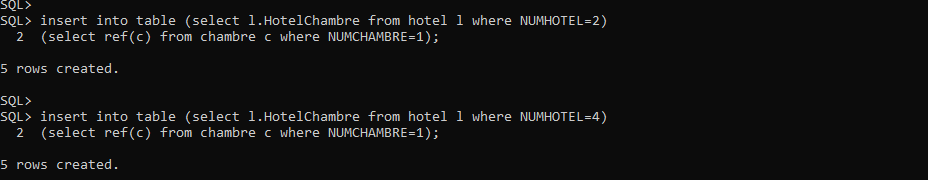 SQL>
SQL> insert into table (select l.HotelChambre from hotel l where NUMHOTEL=2)
  2  (select ref(c) from chambre c where NUMCHAMBRE=1);
5 rows created.
SQL>
SQL> insert into table (select l.HotelChambre from hotel l where NUMHOTEL=4)
  2  (select ref(c) from chambre c where NUMCHAMBRE=1);
5 rows created.